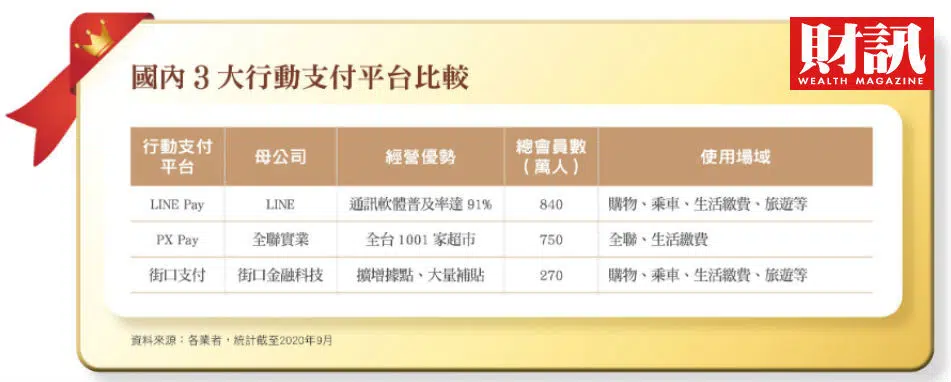 財訊
WEALTH MAGAZINE
國內 3 大行動支付平台比較
行動支付
平台
母公司
經營優勢
總會員數
（萬人）
使用場域
LINE Pay LINE 通訊軟體普及率達 91% 840 購物、乘車、生活繳費、旅遊等
PX Pay 全聯實業 全台 1001 家超市 750 全聯、生活繳費
街口支付 街口金融科技 擴增據點、大量補貼 270 購物、乘車、生活繳費、旅遊等
資料來源：各業者，統計截至2020年9月